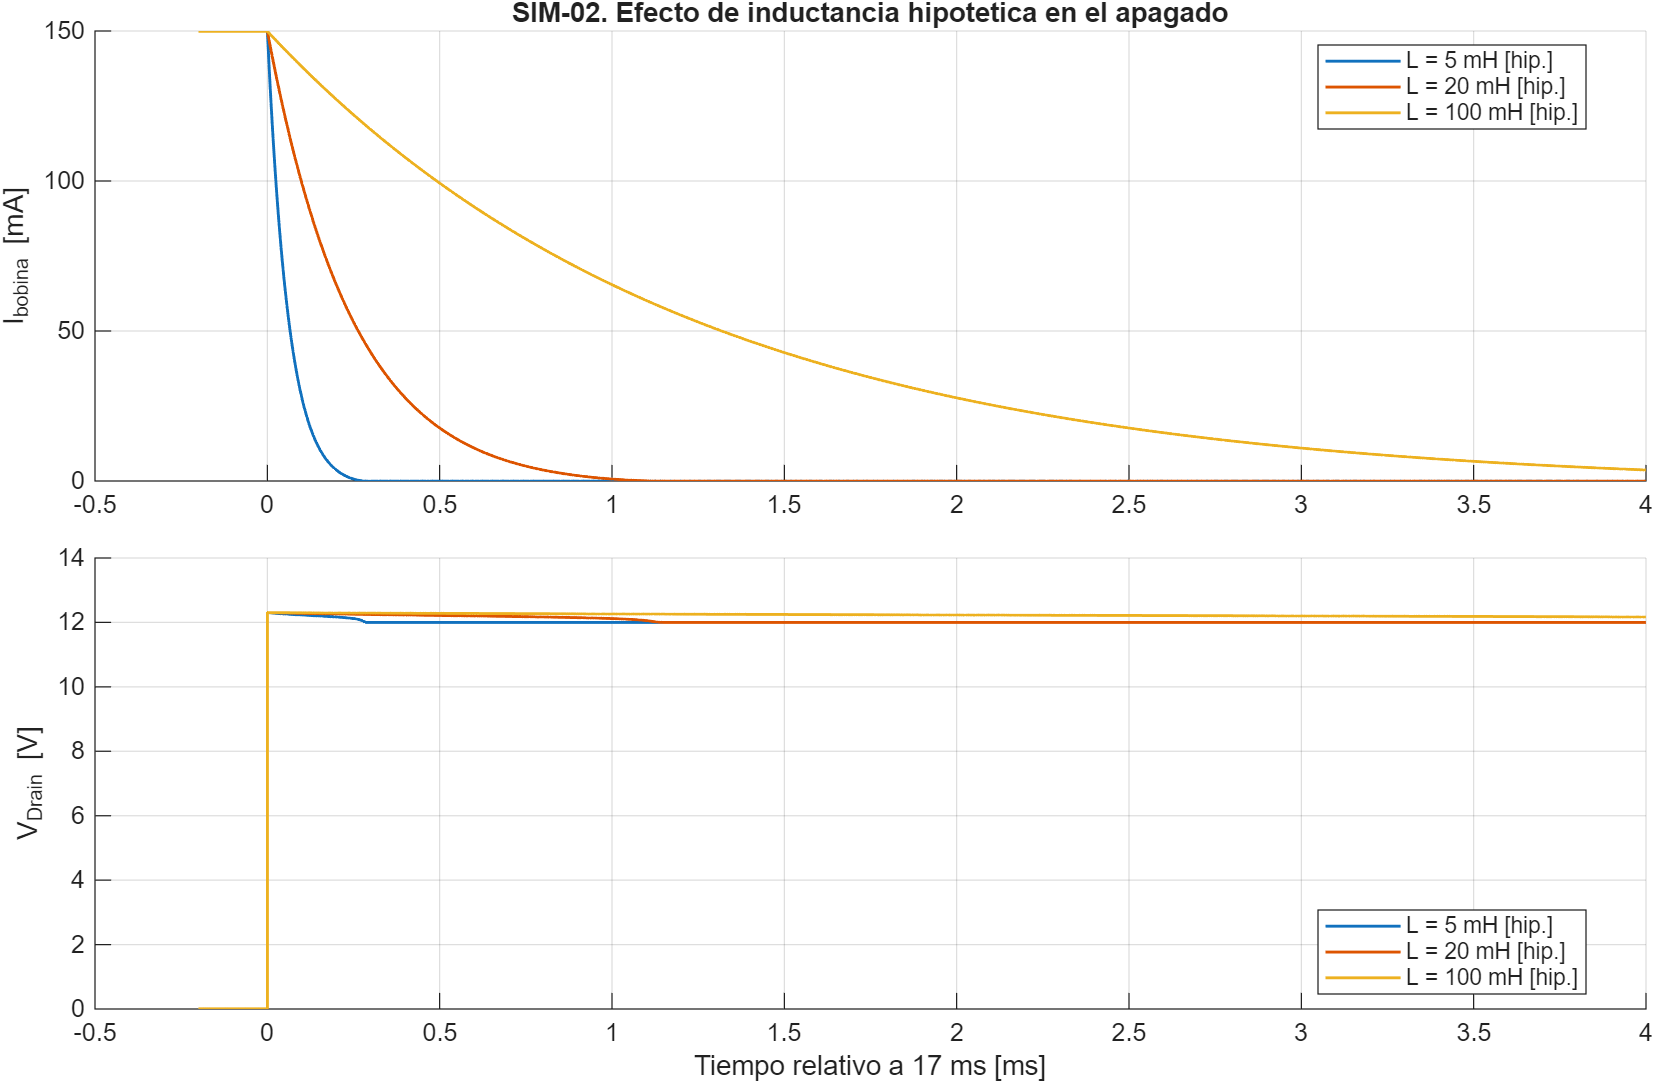 SIM-02. Efecto de inductancia hipotetica en el apagado
150
100
50
0
I bobina [mA]
L = 5 mH [hip.]
L = 20 mH [hip.]
L = 100 mH [hip.]
-0.5 0 0.5 1 1.5 2 2.5 3 3.5 4
14
12
10
8
6
4
2
0
V Drain [V]
L = 5 mH [hip.]
L = 20 mH [hip.]
L = 100 mH [hip.]
-0.5 0 0.5 1 1.5 2 2.5 3 3.5 4
Tiempo relativo a 17 ms [ms]